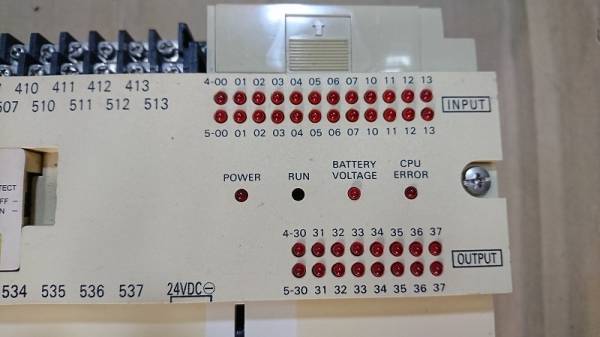 410 411 412 413
507 510 511 512 513
4-00 01 02 03 04 05 06 07 10 11 12 13
INPUT
5-00 01 02 03 04 05 06 07 10 11 12 13
POWER RUN BATTERY VOLTAGE CPU ERROR
TECT
FF -
N -
4-30 31 32 33 34 35 36 37
OUTPUT
5-30 31 32 33 34 35 36 37
534 535 536 537 24VDC⊖